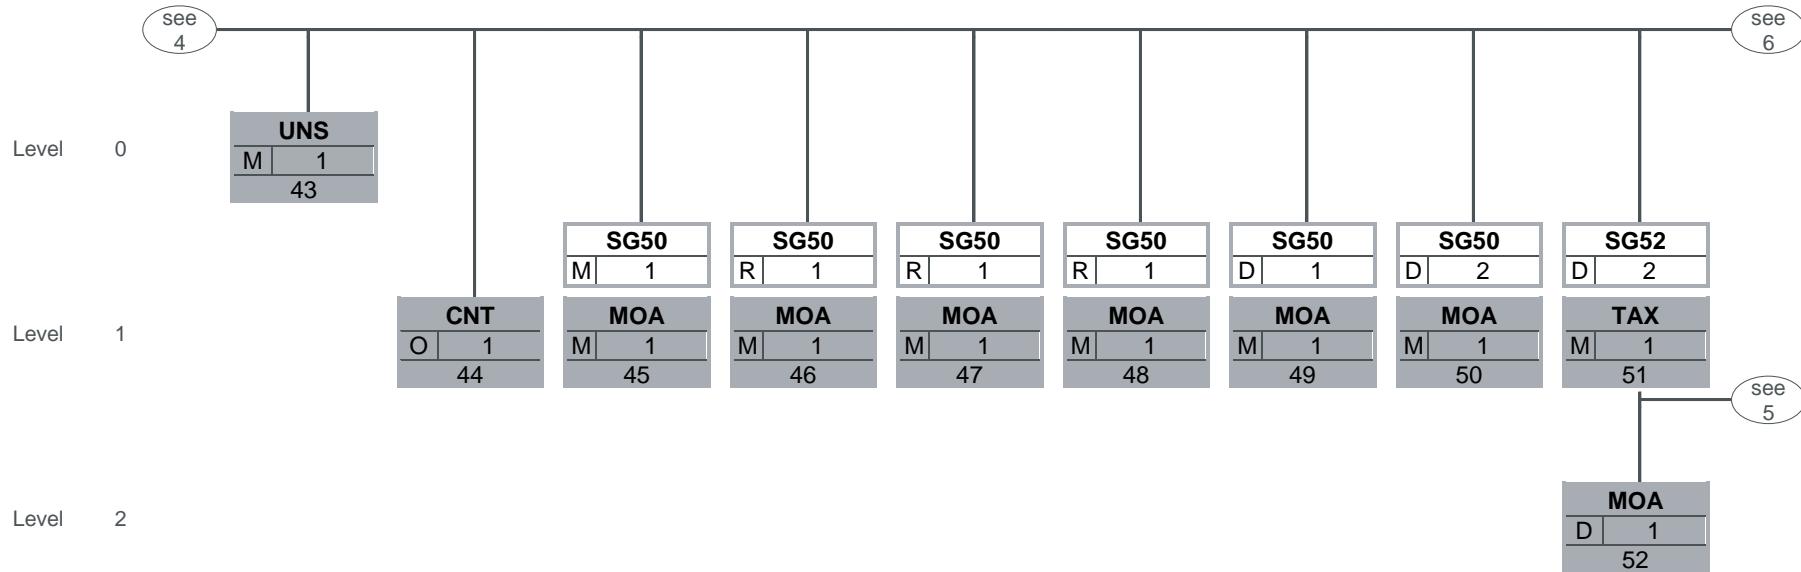 see
4
see
6
Level 0
UNS
M 1
43
SG50 SG50 SG50 SG50 SG50 SG50 SG52
M 1 R 1 R 1 R 1 D 1 D 2 D 2
Level 1
CNT MOA MOA MOA MOA MOA MOA TAX
O 1 M 1 M 1 M 1 M 1 M 1 M 1 M 1
44 45 46 47 48 49 50 51
see
5
Level 2
MOA
D 1
52